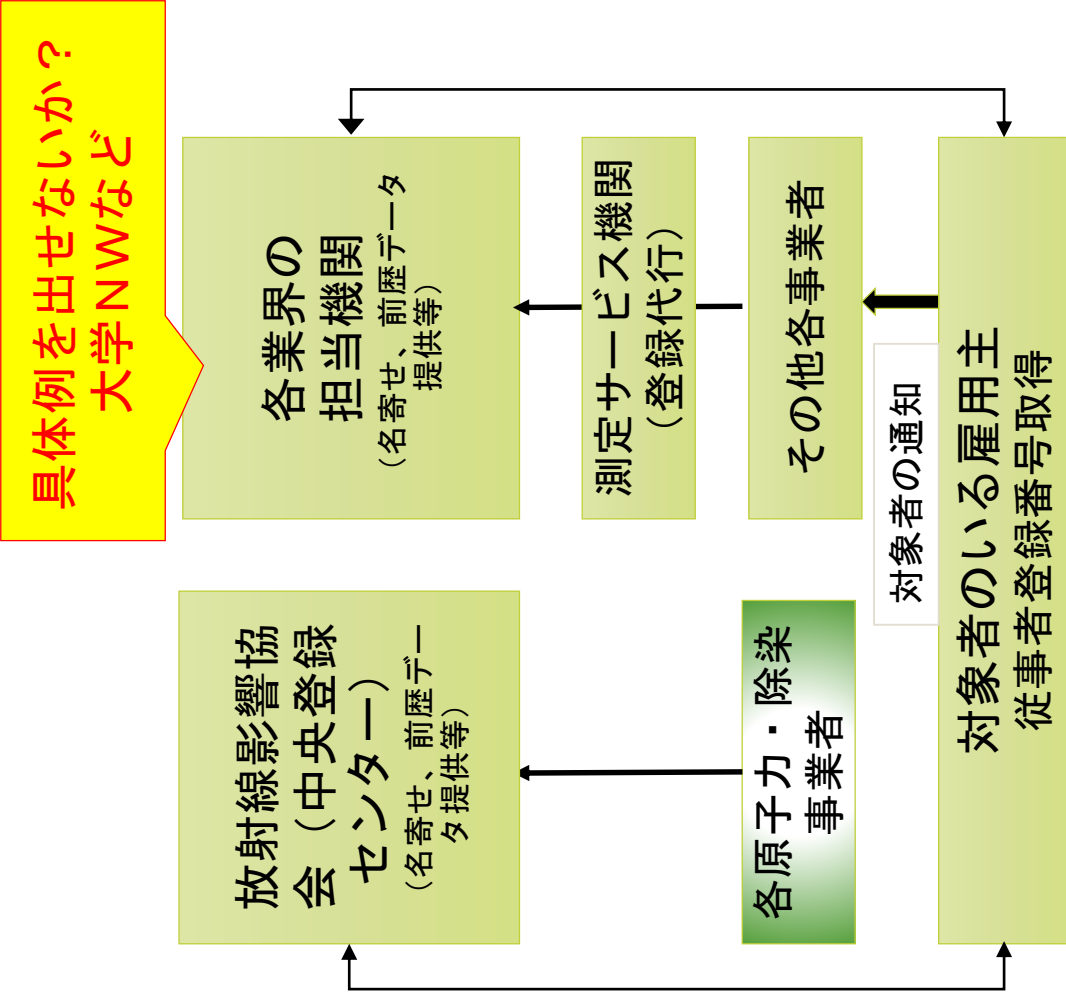 具体例を出せないか？
大学ＮＷなど
放射線影響協
会（中央登録
センター）
（名寄せ、前歴デー
タ提供等）
各業界の
担当機関
（名寄せ、前歴データ
提供等）
測定サービス機関
（登録代行）
各原子力・除染
事業者
その他各事業者
対象者の通知
対象者のいる雇用主
従事者登録番号取得